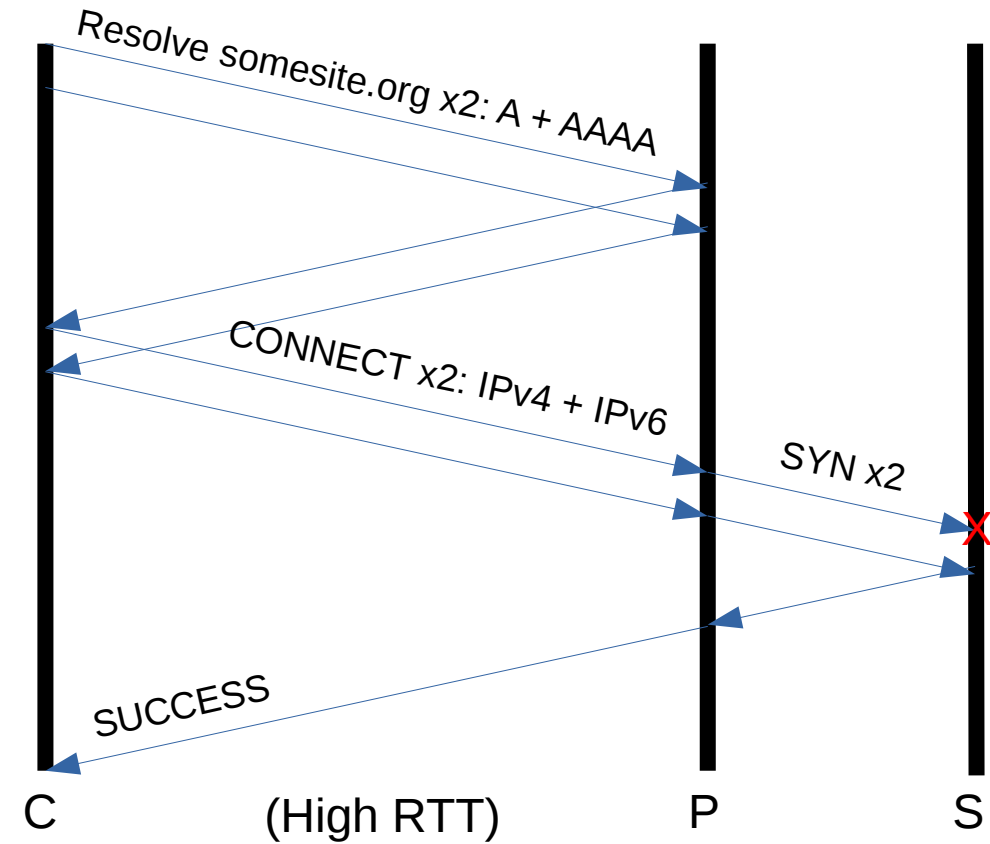 Resolve somesite.org x2: A + AAAA
CONNECT x2: IPv4 + IPv6
SYN x2
X
SUCCESS
C
(High RTT)
P
S